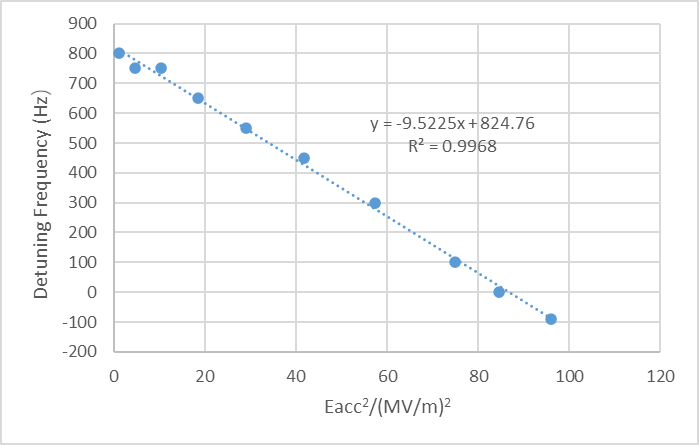 900
800
700
600
500
400
300
200
100
0
-100
-200
Detuning Frequency (Hz)
y = -9.5225x + 824.76
R² = 0.9968
0 20 40 60 80 100 120
Eacc²/(MV/m)²